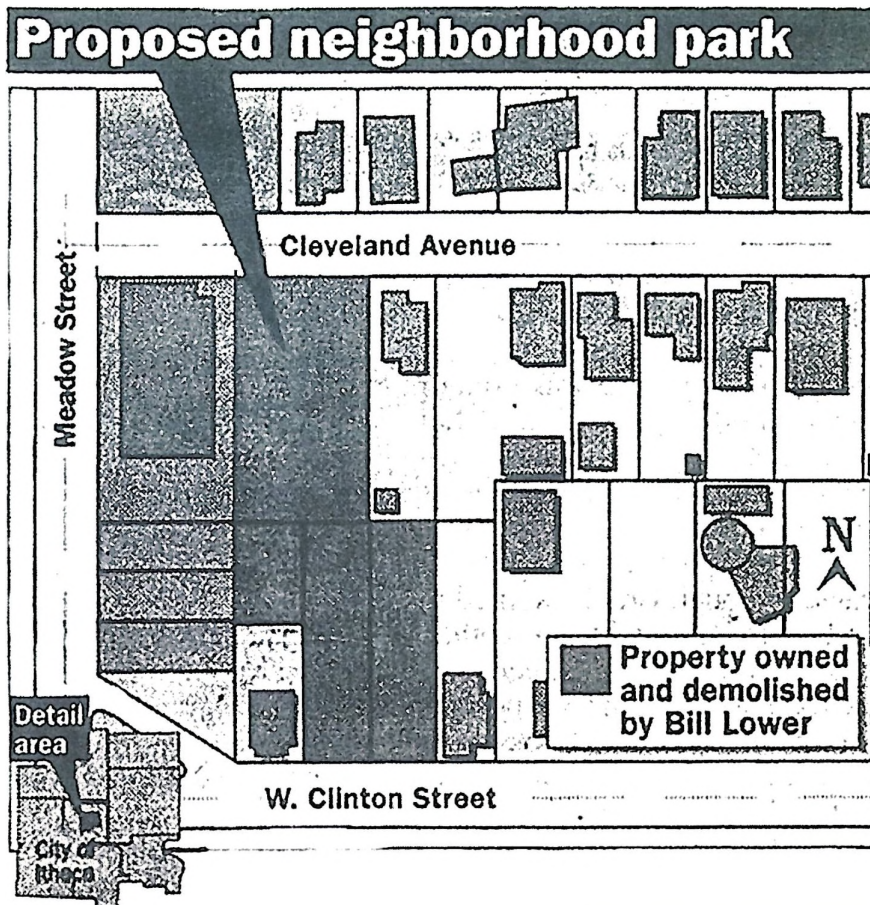 Proposed neighborhood park
Cleveland Avenue
Meadow Street
N
Property owned
and demolished
by Bill Lower
Detail
area
W. Clinton Street
City of
Ithaca